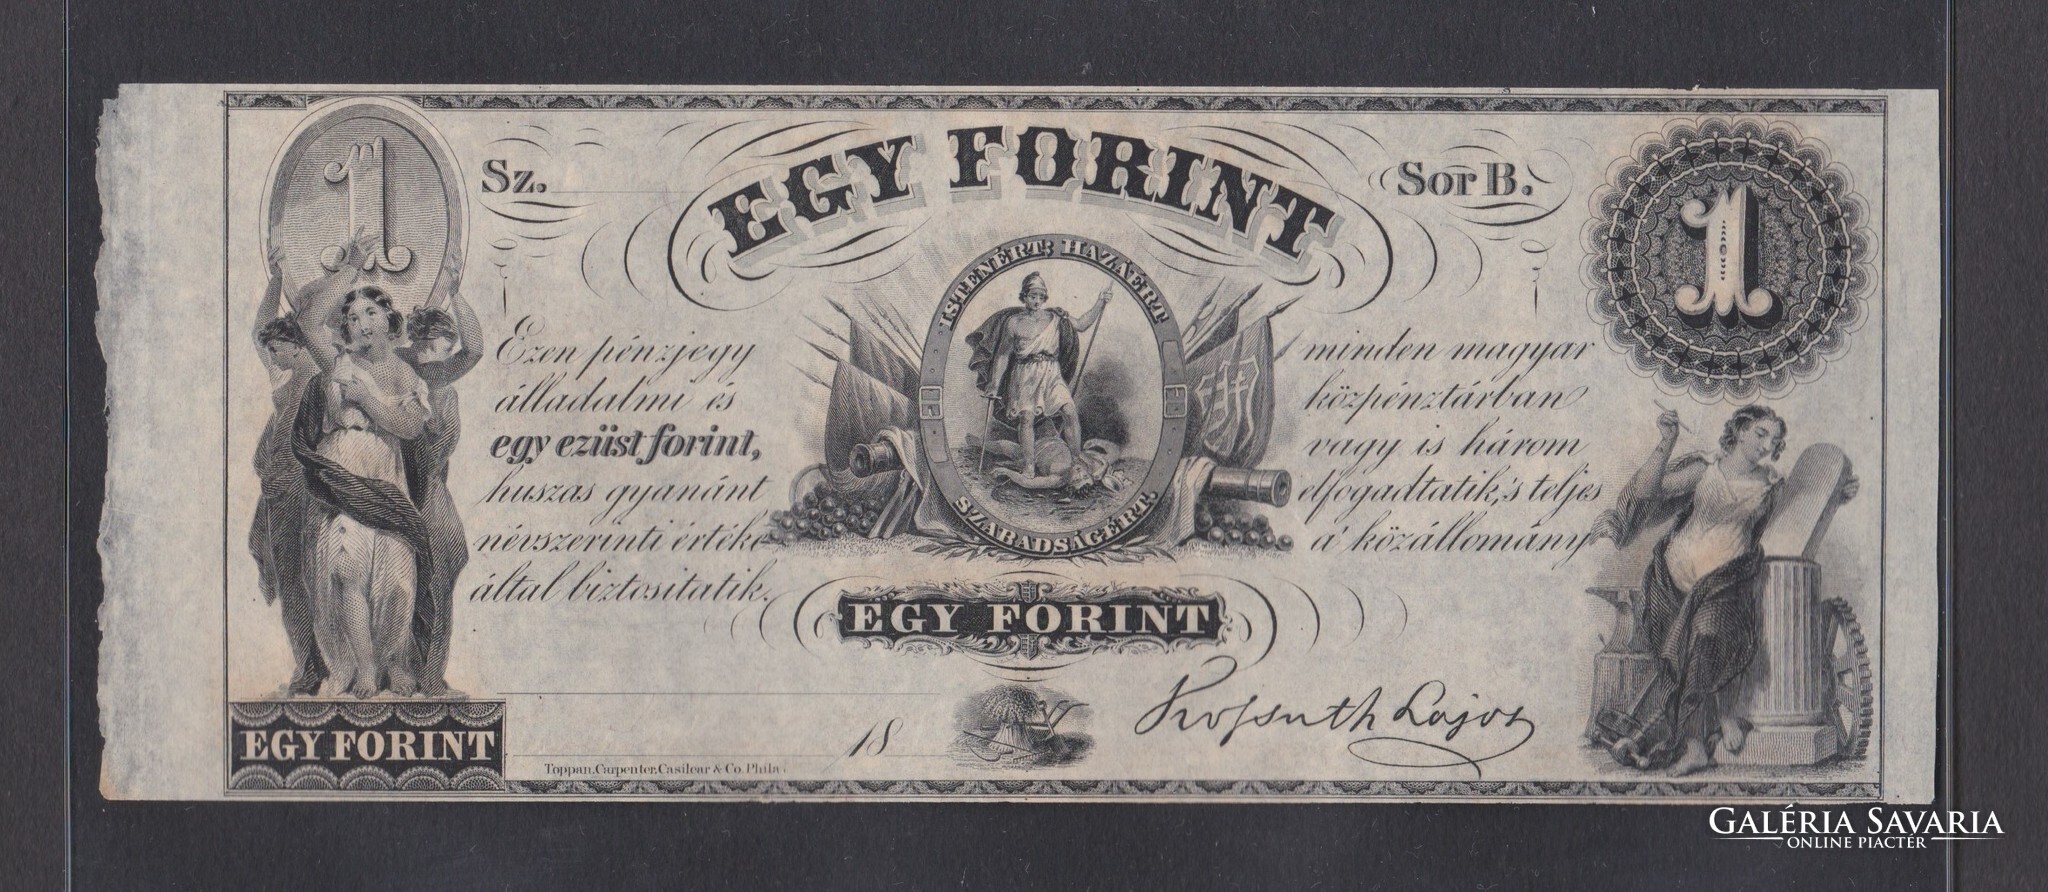 1
Sz.
EGY FORINT
Sor B.
1
ISTENÉRT; HAZÁÉRT
SZABADSÁGÉRT.
Ezen pénzjegy minden magyar
álladalmi és közpénztárban
egy ezüst forint, vagy is három
huszas gyanánt elfogadtatik,'s teljes
névszerinti értéke a' közállomány
által biztositatik.
EGY FORINT
EGY FORINT
18
Kossuth Lajos
Toppan, Carpenter, Casilear & Co. Phila.
GALÉRIA SAVARIA
ONLINE PIACTÉR